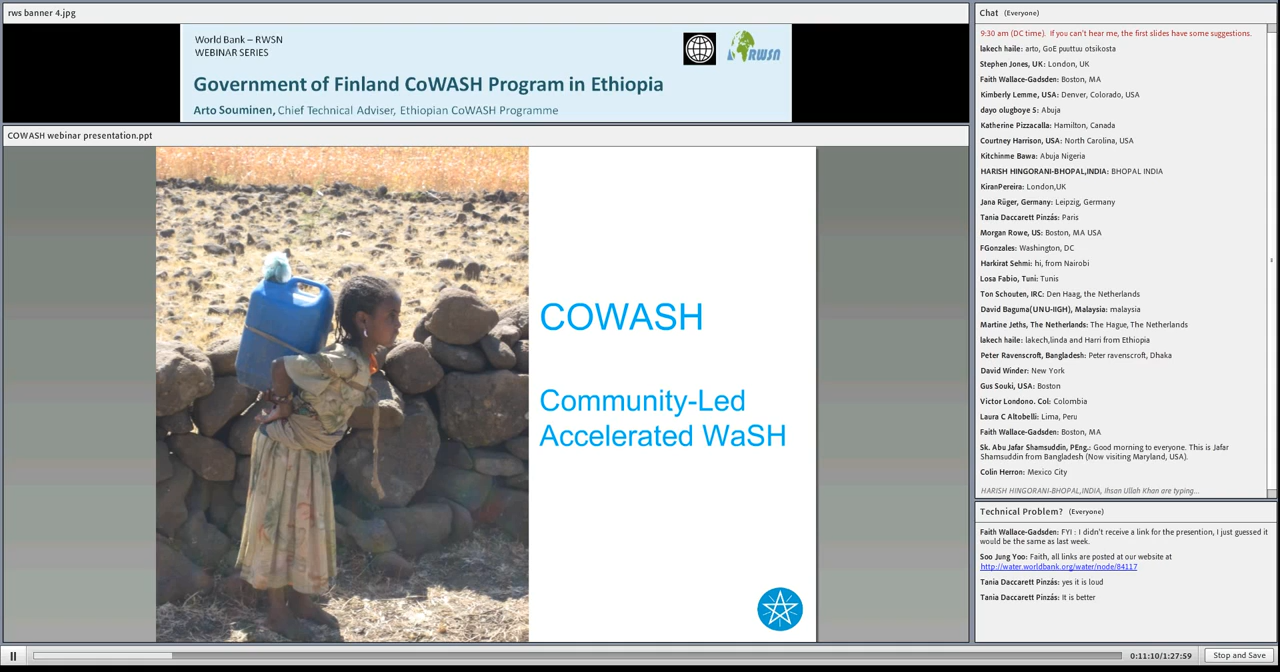 rws banner 4.jpg
World Bank – RWSN
WEBINAR SERIES
RWSN
Government of Finland CoWASH Program in Ethiopia
Arto Souminen, Chief Technical Adviser, Ethiopian CoWASH Programme
COWASH webinar presentation.ppt
COWASH
Community-Led
Accelerated WaSH
0:11:10/1:27:59
Stop and Save
Chat (Everyone)
9:30 am (DC time). If you can't hear me, the first slides have some suggestions.
lakech haile: arto, GoE puuttuu otsikosta
Stephen Jones, UK: London, UK
Faith Wallace-Gadsden: Boston, MA
Kimberly Lemme, USA: Denver, Colorado, USA
dayo olugboye S: Abuja
Katherine Pizzacalla: Hamilton, Canada
Courtney Harrison, USA: North Carolina, USA
Kitchinme Bawa: Abuja Nigeria
HARISH HINGORANI-BHOPAL,INDIA: BHOPAL INDIA
KiranPereira: London,UK
Jana Rüger, Germany: Leipzig, Germany
Tania Daccarett Pinzás: Paris
Morgan Rowe, US: Boston, MA USA
FGonzales: Washington, DC
Harkirat Sehmi: hi, from Nairobi
Losa Fabio, Tuni: Tunis
Ton Schouten, IRC: Den Haag, the Netherlands
David Baguma(UNU-IIGH), Malaysia: malaysia
Martine Jeths, The Netherlands: The Hague, The Netherlands
lakech haile: lakech,linda and Harri from Ethiopia
Peter Ravenscroft, Bangladesh: Peter ravenscroft, Dhaka
David Winder: New York
Gus Souki, USA: Boston
Victor Londono. Col: Colombia
Laura C Altobelli: Lima, Peru
Faith Wallace-Gadsden: Boston, MA
Sk. Abu Jafar Shamsuddin, PEng.: Good morning to everyone. This is Jafar
Shamsuddin from Bangladesh (Now visiting Maryland, USA).
Colin Herron: Mexico City
HARISH HINGORANI-BHOPAL,INDIA, Ihsan Ullah Khan are typing...
Technical Problem? (Everyone)
Faith Wallace-Gadsden: FYI : I didn't receive a link for the presention, I just guessed it
would be the same as last week.
Soo Jung Yoo: Faith, all links are posted at our website at
http://water.worldbank.org/water/node/84117
Tania Daccarett Pinzás: yes it is loud
Tania Daccarett Pinzás: It is better